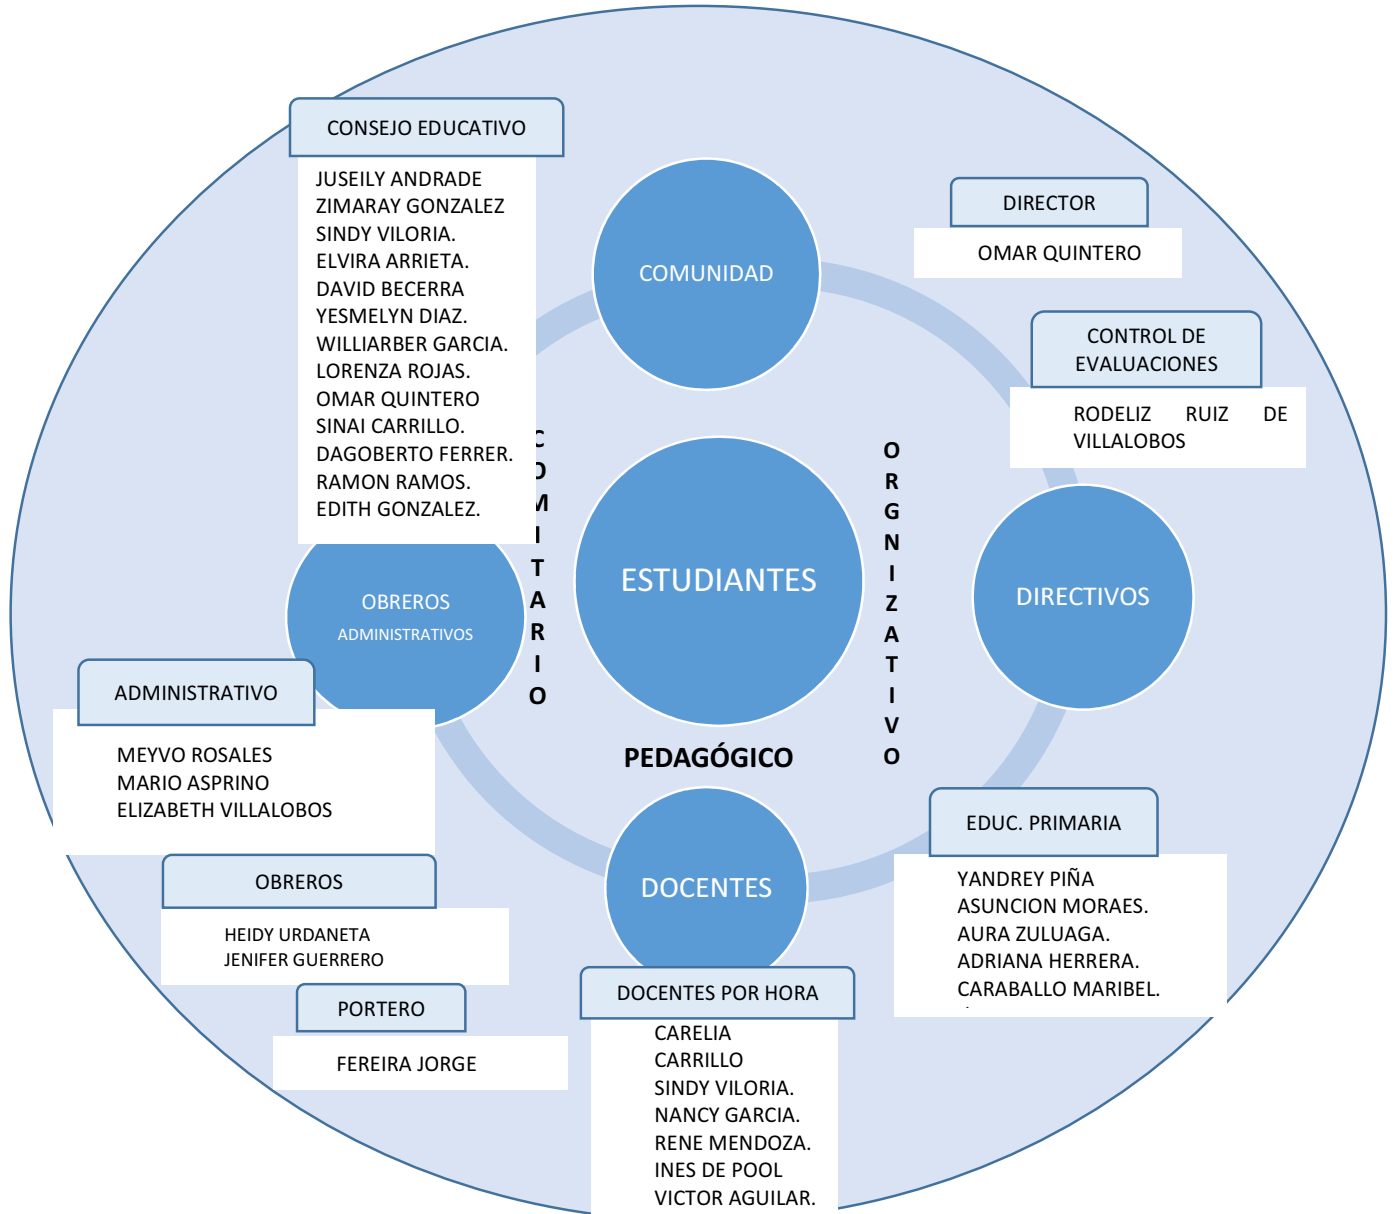 CONSEJO EDUCATIVO
JUSEILY ANDRADE
ZIMARAY GONZALEZ
SINDY VILORIA.
ELVIRA ARRIETA.
DAVID BECERRA
YESMELYN DIAZ.
WILLIARBER GARCIA.
LORENZA ROJAS.
OMAR QUINTERO
SINAI CARRILLO.
DAGOBERTO FERRER.
RAMON RAMOS.
EDITH GONZALEZ.
COMUNIDAD
DIRECTOR
OMAR QUINTERO
CONTROL DE
EVALUACIONES
RODELIZ RUIZ DE
VILLALOBOS
COMITARIO
ESTUDIANTES
ORGNIZATIVO
DIRECTIVOS
OBREROS
ADMINISTRATIVOS
PEDAGÓGICO
ADMINISTRATIVO
MEYVO ROSALES
MARIO ASPRINO
ELIZABETH VILLALOBOS
OBREROS
HEIDY URDANETA
JENIFER GUERRERO
PORTERO
FEREIRA JORGE
DOCENTES
DOCENTES POR HORA
CARELIA
CARRILLO
SINDY VILORIA.
NANCY GARCIA.
RENE MENDOZA.
INES DE POOL
VICTOR AGUILAR.
EDUC. PRIMARIA
YANDREY PIÑA
ASUNCION MORAES.
AURA ZULUAGA.
ADRIANA HERRERA.
CARABALLO MARIBEL.